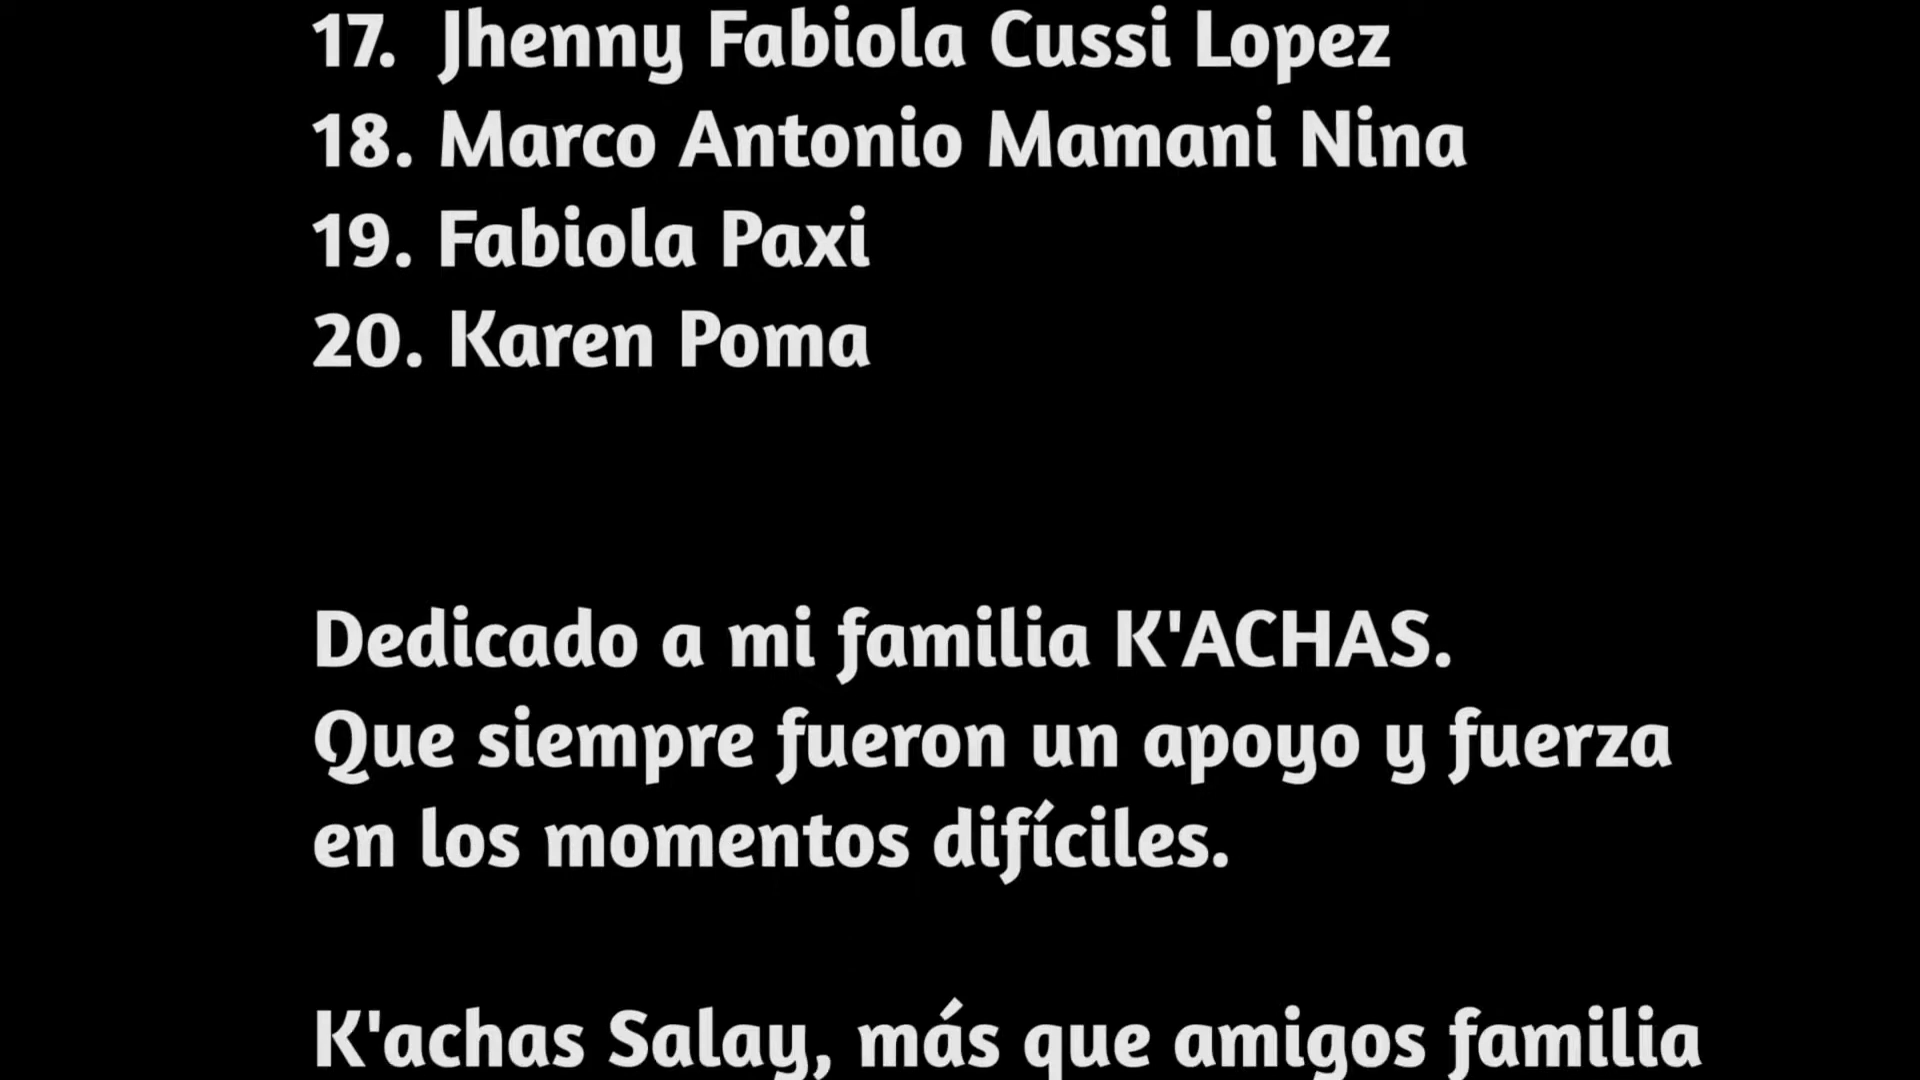 17. Jhenny Fabiola Cussi Lopez
18. Marco Antonio Mamani Nina
19. Fabiola Paxi
20. Karen Poma
Dedicado a mi familia K'ACHAS.
Que siempre fueron un apoyo y fuerza
en los momentos difíciles.
K'achas Salay, más que amigos familia